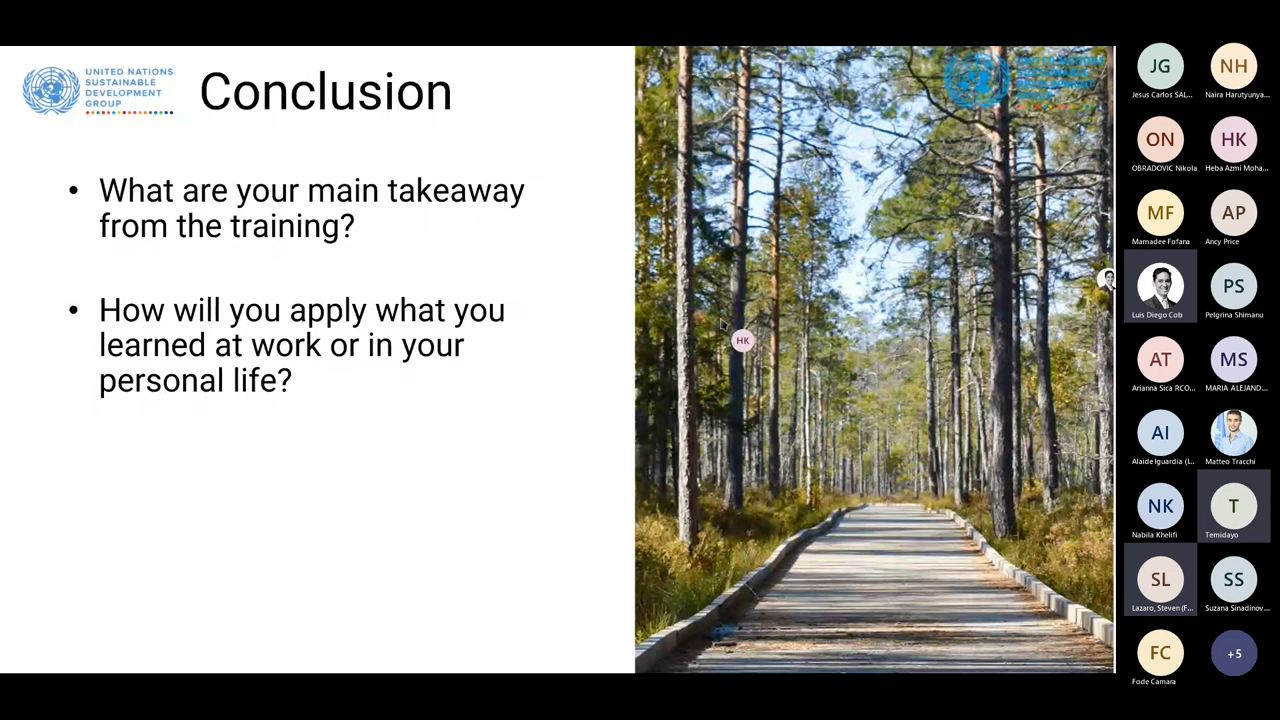 UNITED NATIONS
SUSTAINABLE
DEVELOPMENT
GROUP
Conclusion
• What are your main takeaway
from the training?
• How will you apply what you
learned at work or in your
personal life?
HK
JG
Jesus Carlos SAL...
NH
Naira Harutyunya...
ON
OBRADOVIC Nikola
HK
Heba Azmi Moha...
MF
Mamadee Fofana
AP
Ancy Price
Luis Diego Cob
PS
Pelgrina Shimanu
AT
Arianna Sica RCO...
MS
MARIA ALEJAND...
AI
Alaide Iguardia (I...
Matteo Tracchi
NK
Nabila Khelifi
T
Temidayo
SL
Lazaro, Steven (F...
SS
Suzana Sinadinov...
FC
Fode Camara
+5